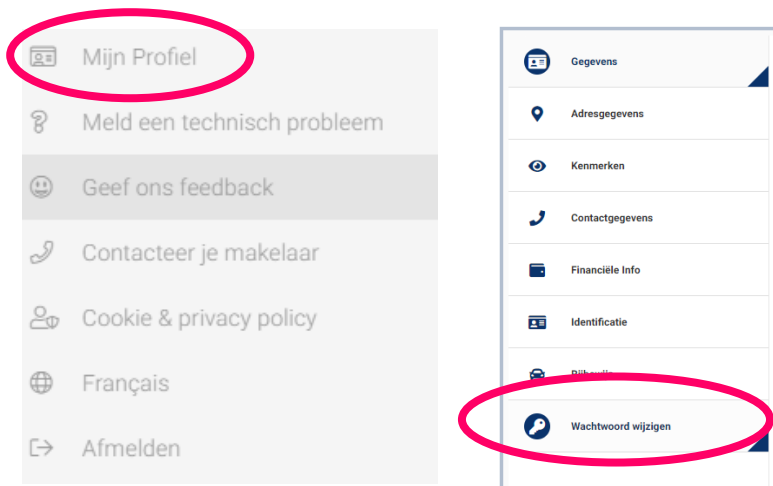 Mijn Profiel
Meld een technisch probleem
Geef ons feedback
Contacteer je makelaar
Cookie & privacy policy
Français
Afmelden
Gegevens
Adresgegevens
Kenmerken
Contactgegevens
Financiële Info
Identificatie
Rijbewijs
Wachtwoord wijzigen